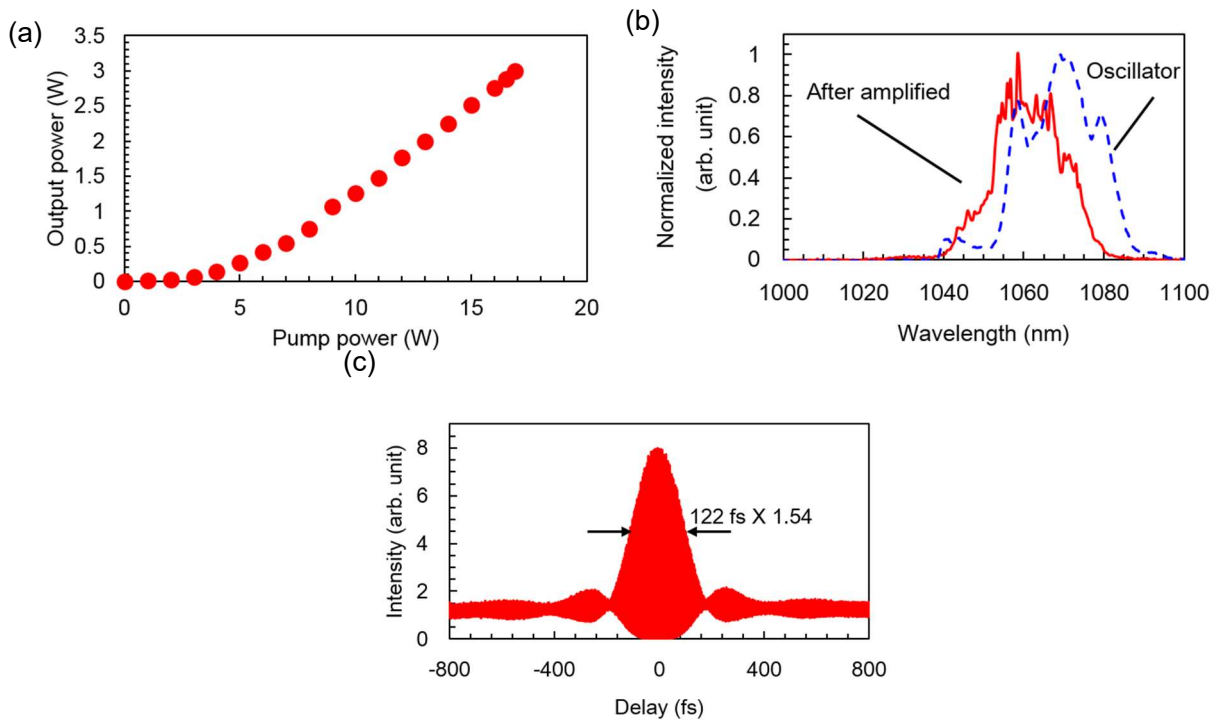 (a)
3.5
3
2.5
2
1.5
1
0.5
0
Output power (W)
0 5 10 15 20
Pump power (W)
(b)
1
0.8
0.6
0.4
0.2
0
Normalized intensity
(arb. unit)
After amplified
Oscillator
1000 1020 1040 1060 1080 1100
Wavelength (nm)
(c)
8
6
4
2
0
Intensity (arb. unit)
122 fs X 1.54
-800 -400 0 400 800
Delay (fs)